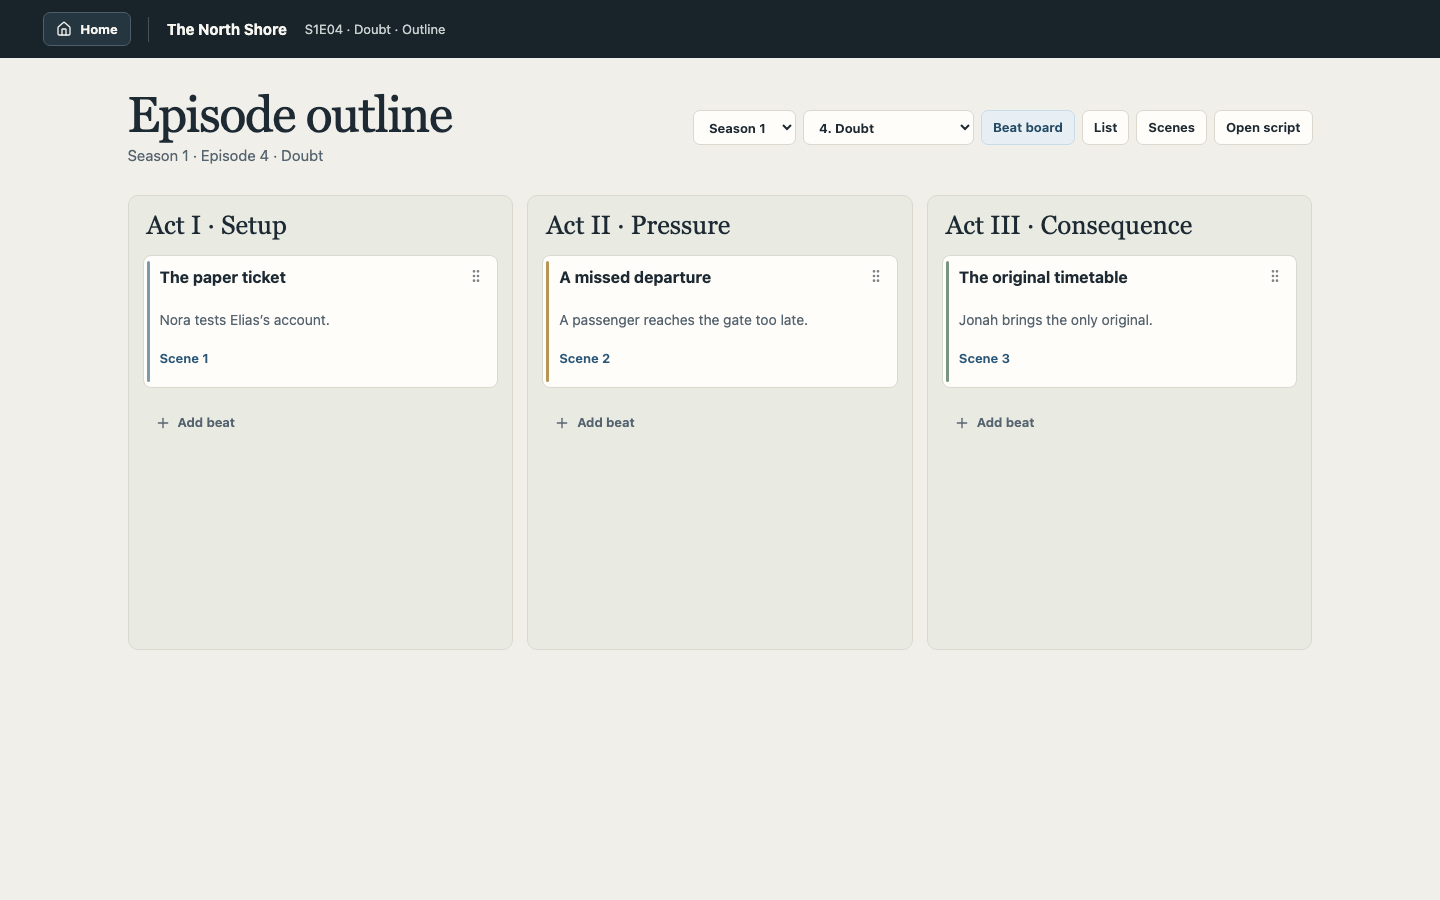 Home
The North Shore
S1E04 · Doubt · Outline
Episode outline
Season 1 · Episode 4 · Doubt
Season 1
4. Doubt
Beat board
List
Scenes
Open script
Act I · Setup
The paper ticket
Nora tests Elias’s account.
Scene 1
Add beat
Act II · Pressure
A missed departure
A passenger reaches the gate too late.
Scene 2
Add beat
Act III · Consequence
The original timetable
Jonah brings the only original.
Scene 3
Add beat